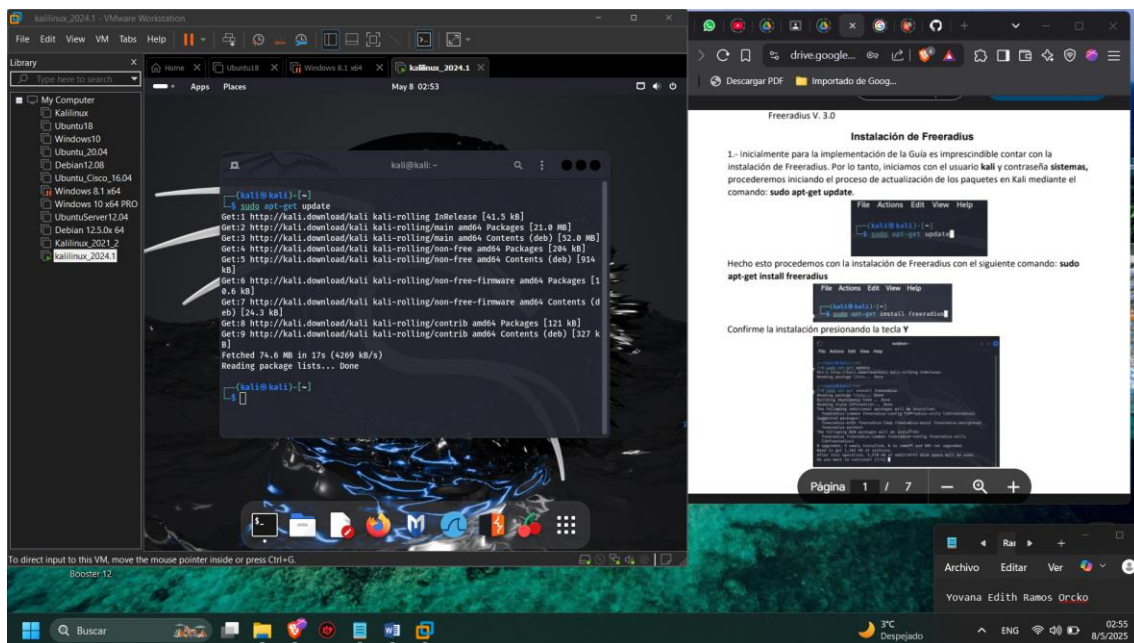 kalilinux_2024.1 - VMware Workstation
File Edit View VM Tabs Help
Library
Type here to search
My Computer
Kalilinux
Ubuntu18
Windows10
Ubuntu_20.04
Debian12.08
Ubuntu_Cisco_16.04
Windows 8.1 x64
Windows 10 x64 PRO
UbuntuServer12.04
Debian 12.5.0x 64
Kalilinux_2021_2
kalilinux_2024.1
Home Ubuntu18 Windows 8.1 x64 kalilinux_2024.1
Apps Places May 8 02:53
kali@kali: ~
(kali㉿kali)-[~]
$ sudo apt-get update
Get:1 http://kali.download/kali kali-rolling InRelease [41.5 kB]
Get:2 http://kali.download/kali kali-rolling/main amd64 Packages [21.0 MB]
Get:3 http://kali.download/kali kali-rolling/main amd64 Contents (deb) [52.0 MB]
Get:4 http://kali.download/kali kali-rolling/non-free amd64 Packages [204 kB]
Get:5 http://kali.download/kali kali-rolling/non-free amd64 Contents (deb) [914
kB]
Get:6 http://kali.download/kali kali-rolling/non-free-firmware amd64 Packages [1
0.6 kB]
Get:7 http://kali.download/kali kali-rolling/non-free-firmware amd64 Contents (d
eb) [24.3 kB]
Get:8 http://kali.download/kali kali-rolling/contrib amd64 Packages [121 kB]
Get:9 http://kali.download/kali kali-rolling/contrib amd64 Contents (deb) [327 k
B]
Fetched 74.6 MB in 17s (4269 kB/s)
Reading package lists... Done
(kali㉿kali)-[~]
$
To direct input to this VM, move the mouse pointer inside or press Ctrl+G.
Booster 12
drive.google...
Descargar PDF Importado de Goog...
Freeradius V. 3.0
Instalación de Freeradius
1.- Inicialmente para la implementación de la Guía es imprescindible contar con la
instalación de Freeradius. Por lo tanto, iniciamos con el usuario kali y contraseña sistemas,
procederemos iniciando el proceso de actualización de los paquetes en Kali mediante el
comando: sudo apt-get update.
File Actions Edit View Help
(kali㉿kali)-[~]
$ sudo apt-get update
Hecho esto procedemos con la instalación de Freeradius con el siguiente comando: sudo
apt-get install freeradius
File Actions Edit View Help
(kali㉿kali)-[~]
$ sudo apt-get install freeradius
Confirme la instalación presionando la tecla Y
File Actions Edit View Help
Página 1 / 7
Archivo Editar Ver
Yovana Edith Ramos Orcko
Buscar
3°C
Despejado
ENG
02:55
8/5/2025